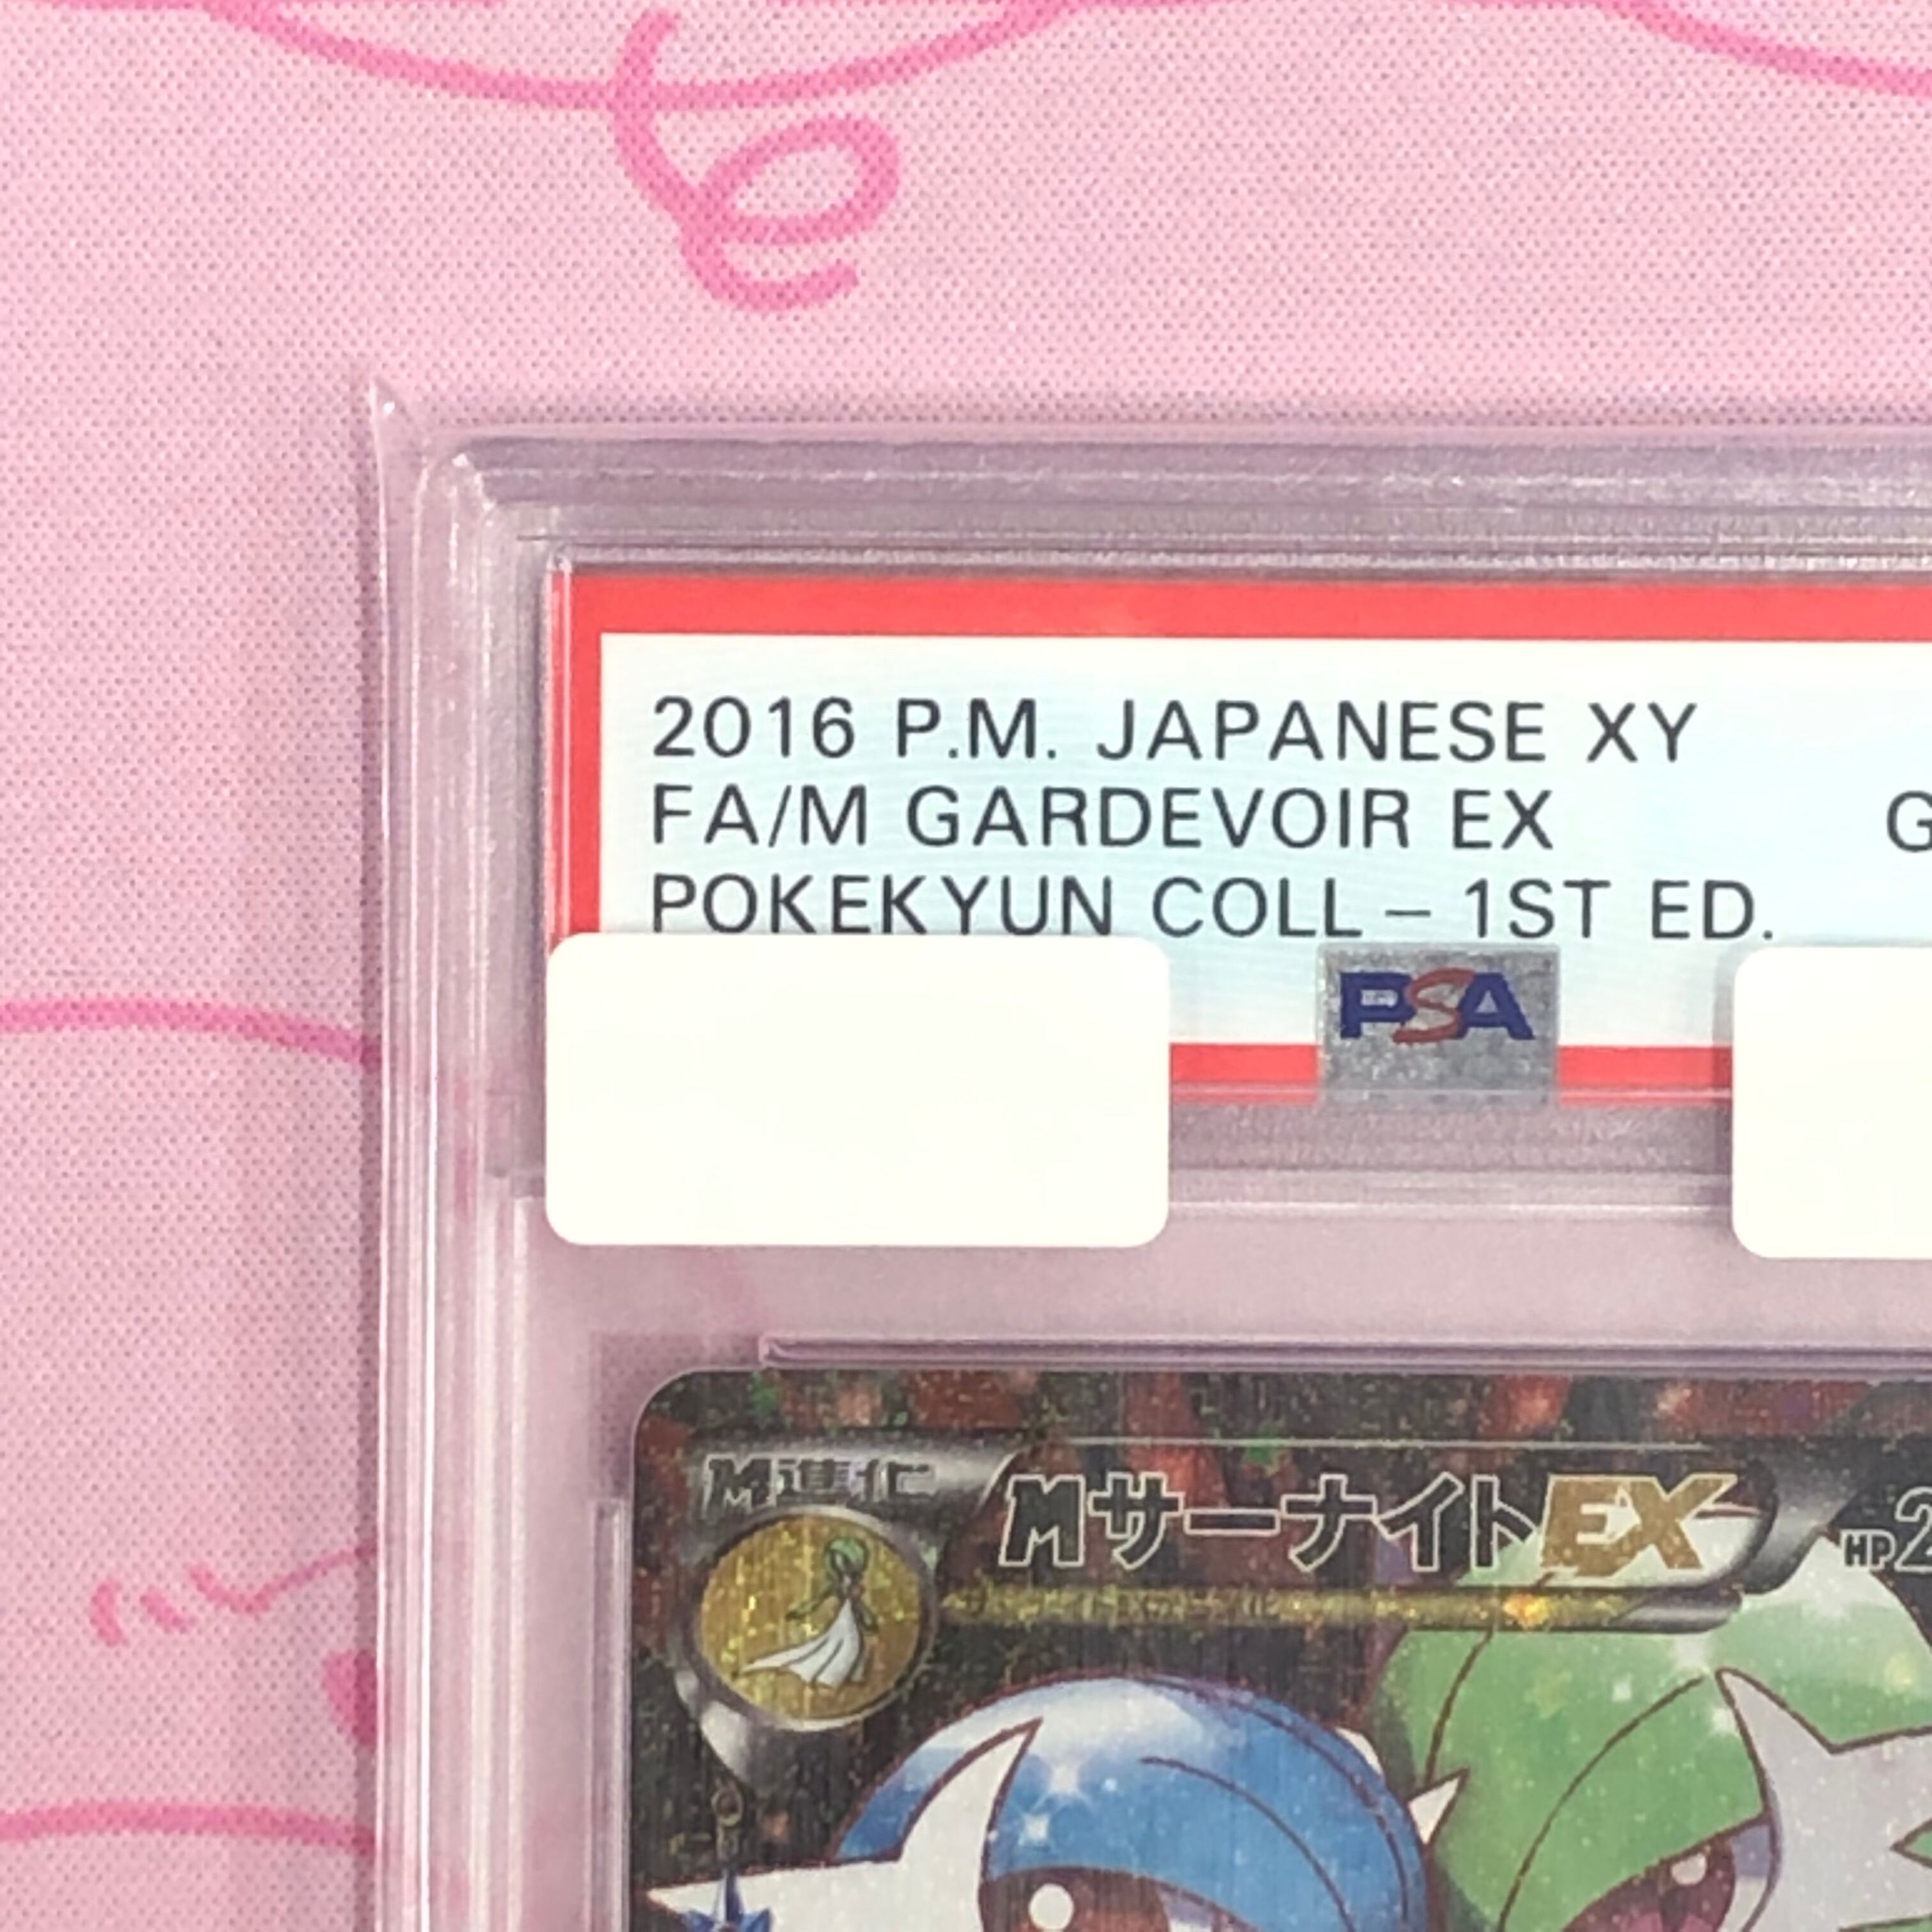 2016 P.M. JAPANESE XY
FA/M GARDEVOIR EX G
POKEKYUN COLL – 1ST ED.
PSA
M進化
MサーナイトEX HP2